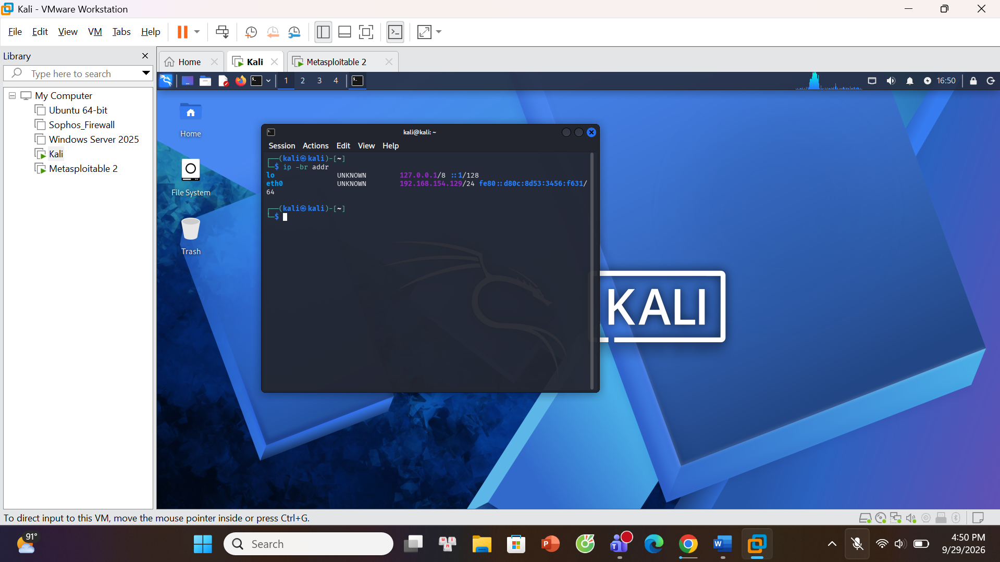 Kali - VMware Workstation
File Edit View VM Tabs Help
Library
Type here to search
My Computer
Ubuntu 64-bit
Sophos_Firewall
Windows Server 2025
Kali
Metasploitable 2
Home Kali Metasploitable 2
1 2 3 4 16:50
Home
File System
Trash
kali@kali: ~
Session Actions Edit View Help
┌──(kali㉿kali)-[~]
└─$ ip -br addr
lo UNKNOWN 127.0.0.1/8 ::1/128
eth0 UNKNOWN 192.168.154.129/24 fe80::d80c:8d53:3456:f631/
64
┌──(kali㉿kali)-[~]
└─$
KALI
To direct input to this VM, move the mouse pointer inside or press Ctrl+G.
91°
Search
4:50 PM
9/29/2026